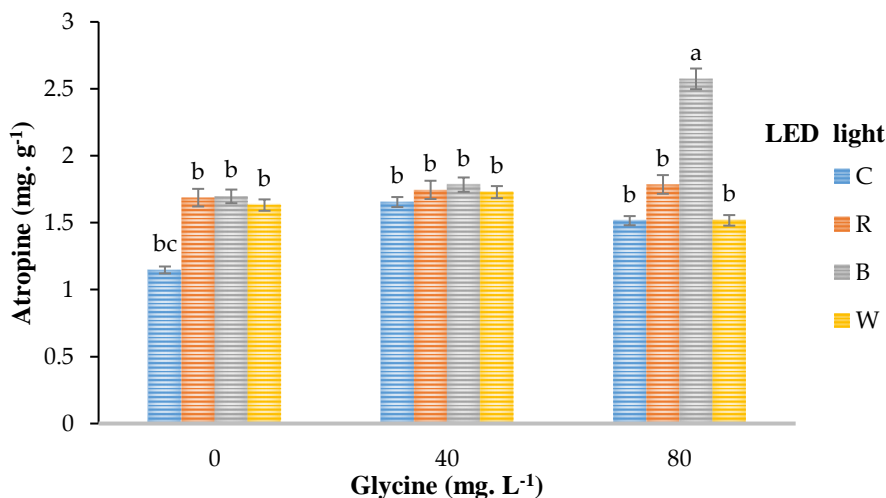 3
2.5
2
1.5
1
0.5
0
Atropine (mg. g-1)
bc
b
b
b
b
b
b
b
b
b
a
b
0
40
80
Glycine (mg. L-1)
LED light
C
R
B
W